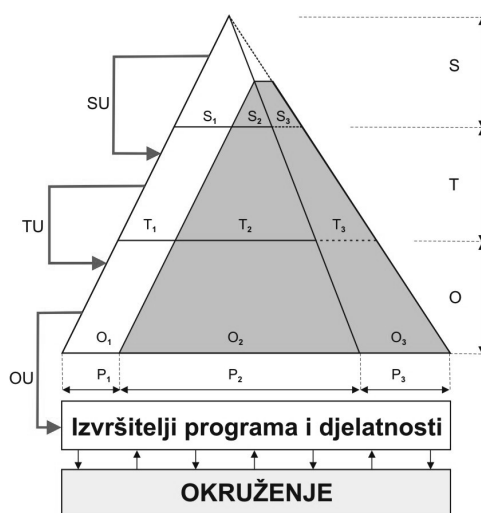 S
SU
S₁ S₂ S₃
T
TU
T₁ T₂ T₃
O
O₁ O₂ O₃
OU
P₁ P₂ P₃
Izvršitelji programa i djelatnosti
OKRUŽENJE